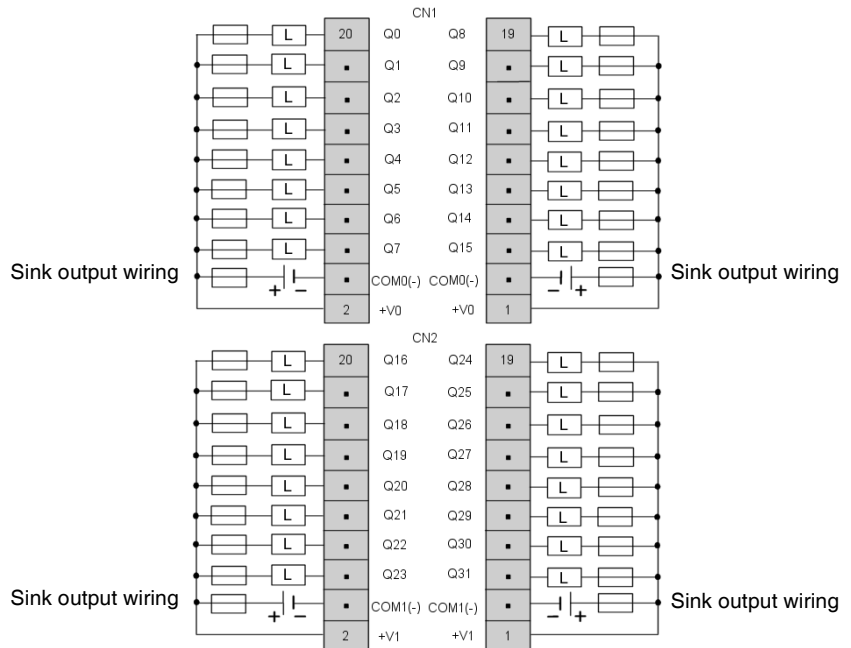 CN1
L 20 Q0 Q8 19 L
L Q1 Q9 L
L Q2 Q10 L
L Q3 Q11 L
L Q4 Q12 L
L Q5 Q13 L
L Q6 Q14 L
L Q7 Q15 L
Sink output wiring + - COM0(-) COM0(-) - + Sink output wiring
2 +V0 +V0 1
CN2
L 20 Q16 Q24 19 L
L Q17 Q25 L
L Q18 Q26 L
L Q19 Q27 L
L Q20 Q28 L
L Q21 Q29 L
L Q22 Q30 L
L Q23 Q31 L
Sink output wiring + - COM1(-) COM1(-) - + Sink output wiring
2 +V1 +V1 1